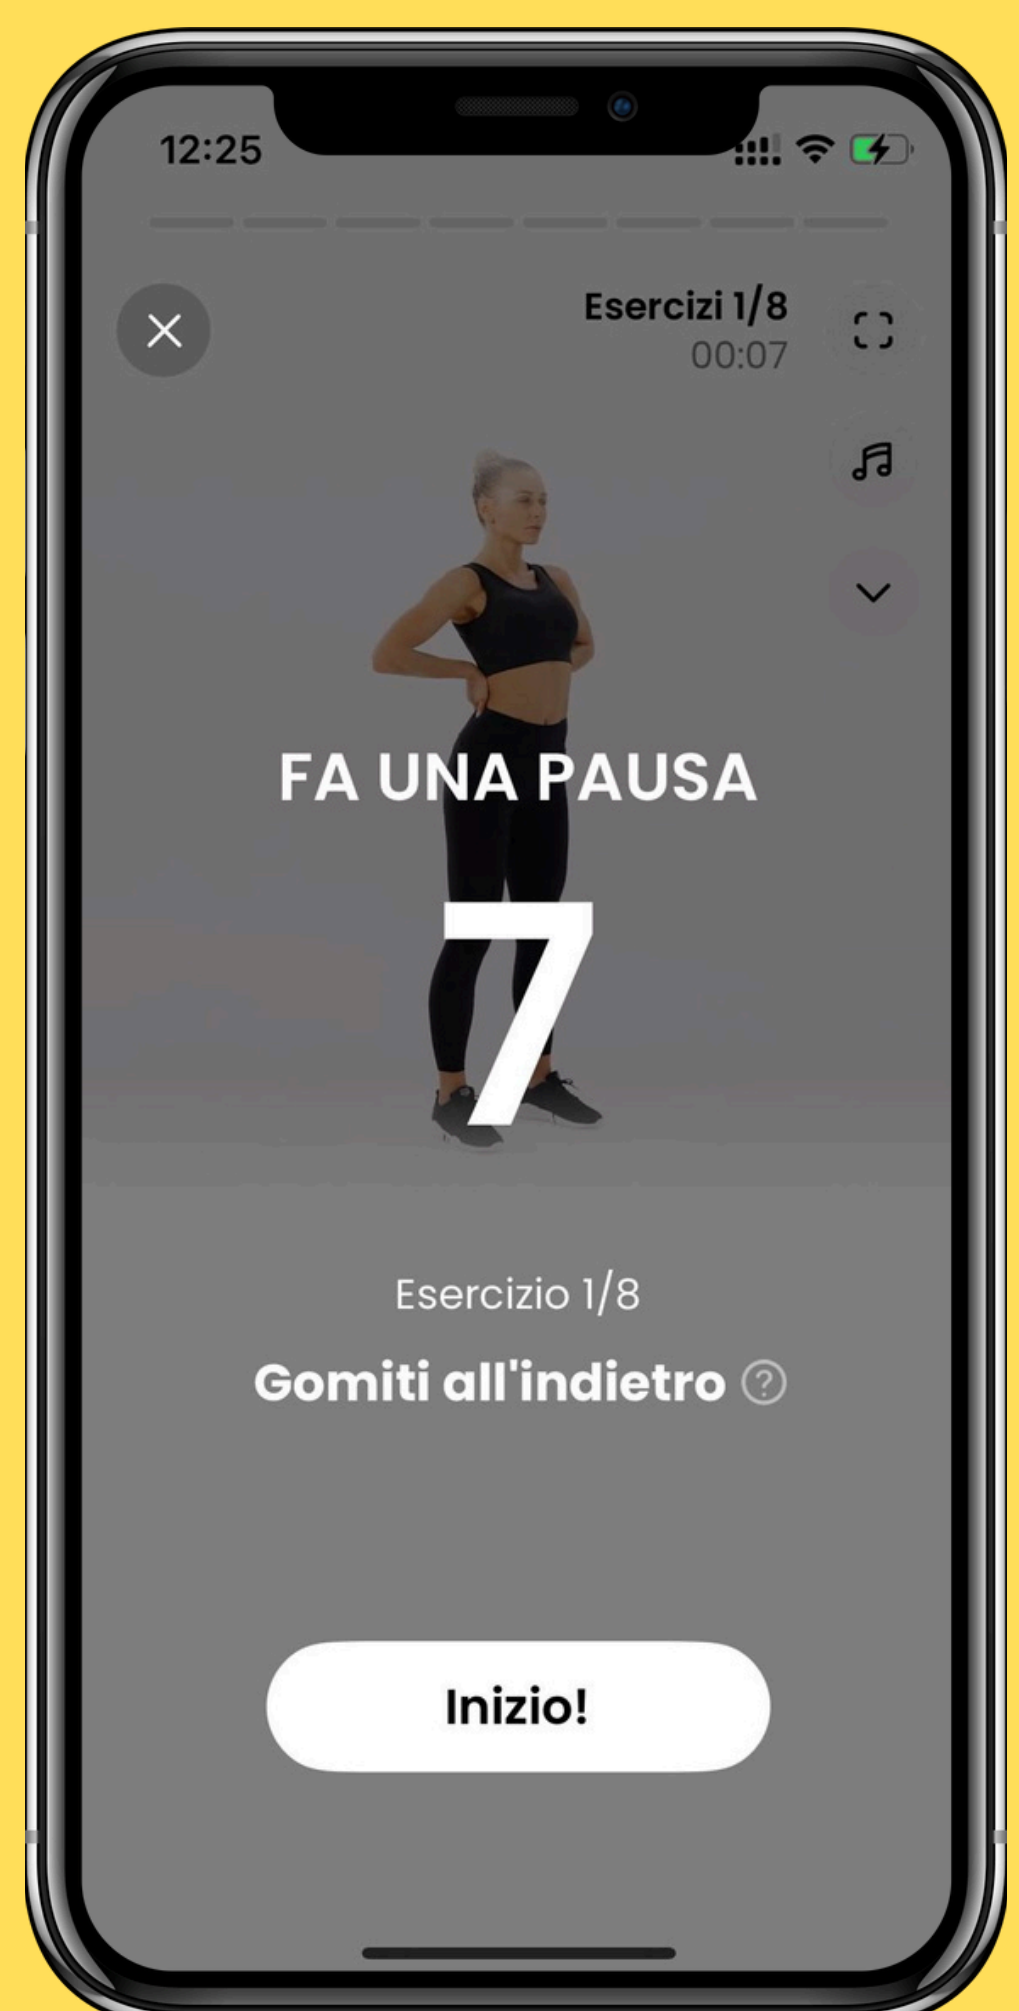 12:25
Esercizi 1/8
00:07
FA UNA PAUSA
7
Esercizio 1/8
Gomiti all'indietro ?
Inizio!